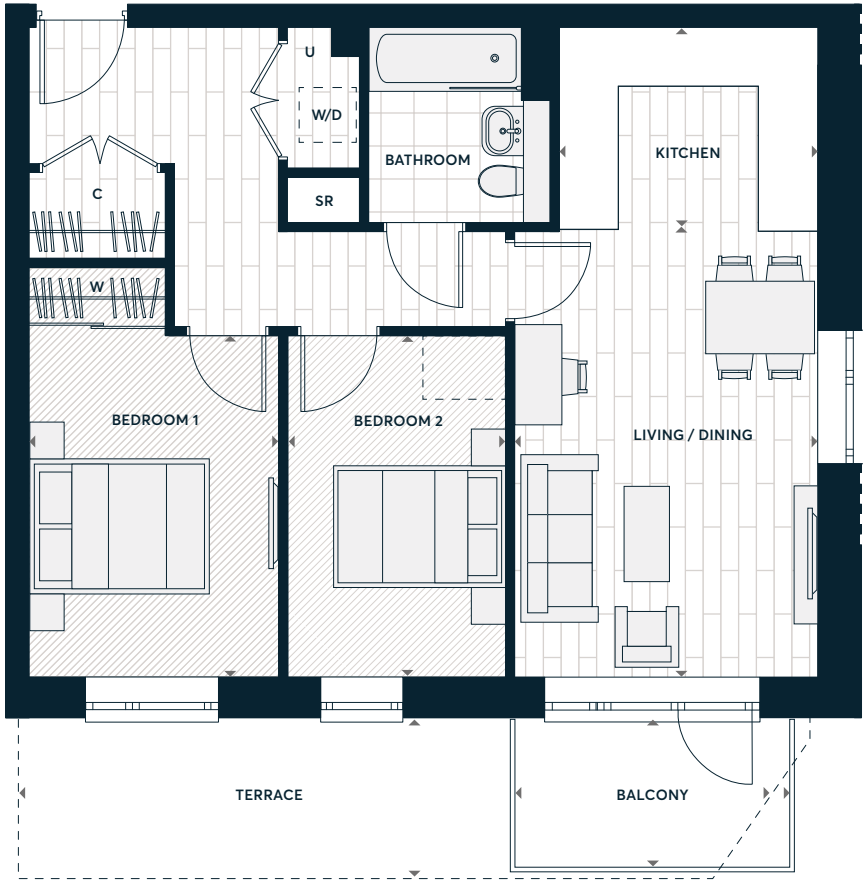 U
W/D
BATHROOM
KITCHEN
C
SR
W
BEDROOM 1
BEDROOM 2
LIVING / DINING
TERRACE
BALCONY